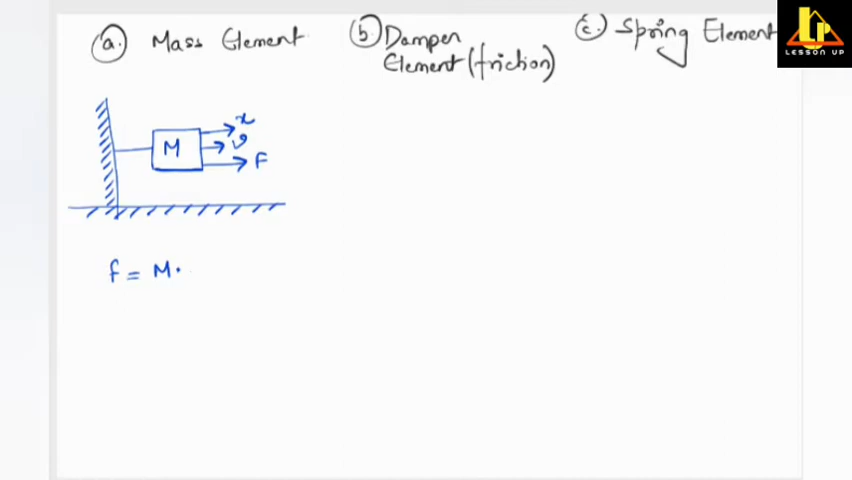 a. Mass Element
b Damper
Element (friction)
c. Spring Element
LESSON UP
M
x
v
F
f = M.